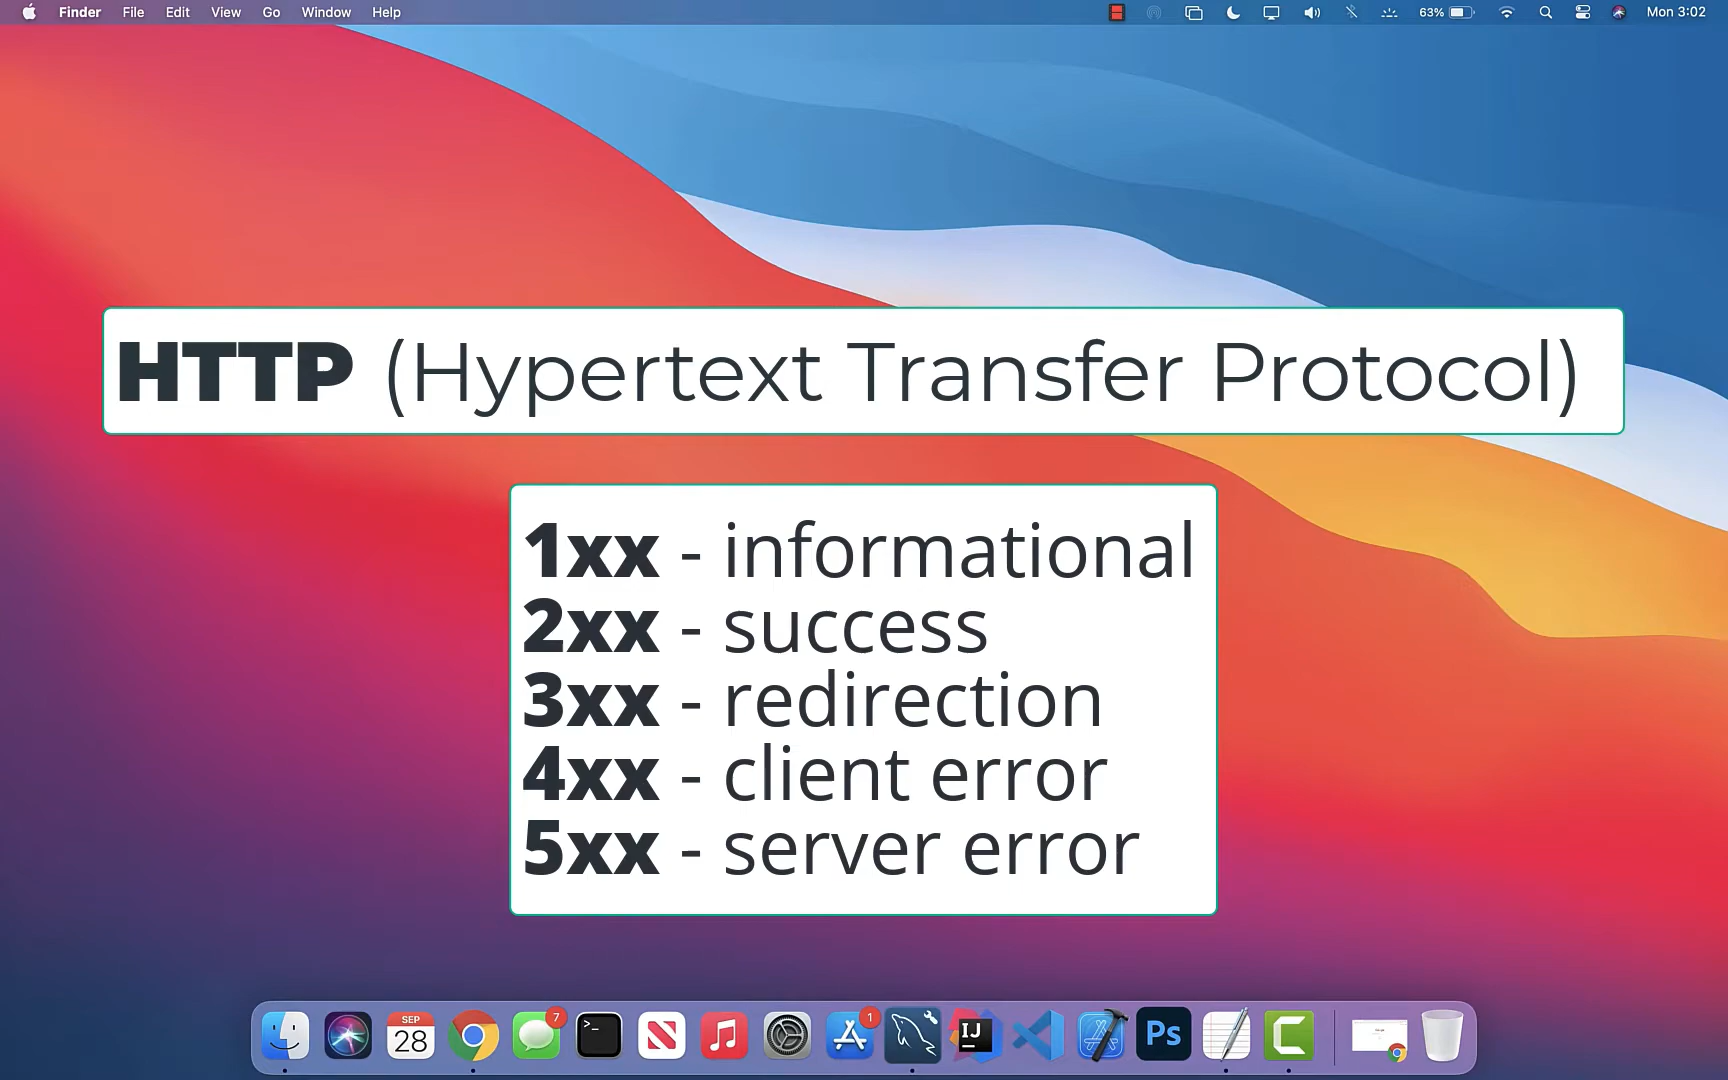 Finder File Edit View Go Window Help 63% Mon 3:02
HTTP (Hypertext Transfer Protocol)
1xx - informational
2xx - success
3xx - redirection
4xx - client error
5xx - server error
SEP 7 1
28 >_ IJ Ps C